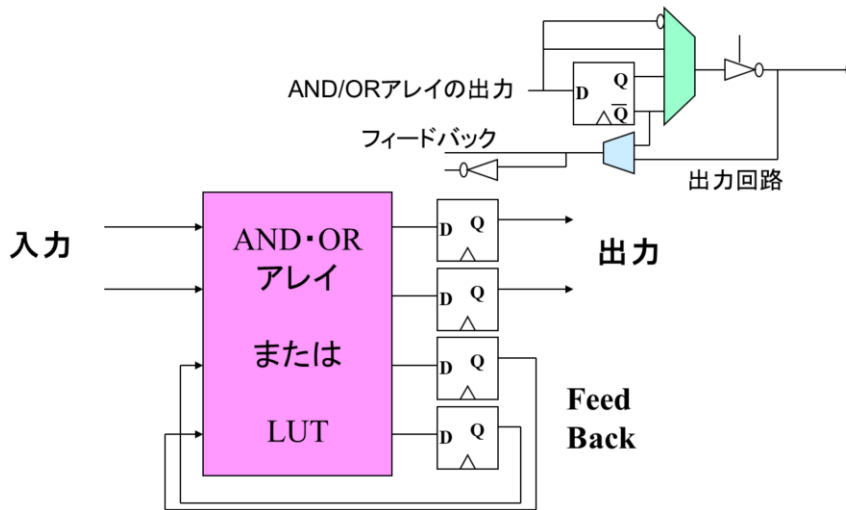 AND/ORアレイの出力
D
Q
Q̅
フィードバック
出力回路
入力
AND・OR
アレイ
または
LUT
D Q
D Q
D Q
D Q
出力
Feed
Back